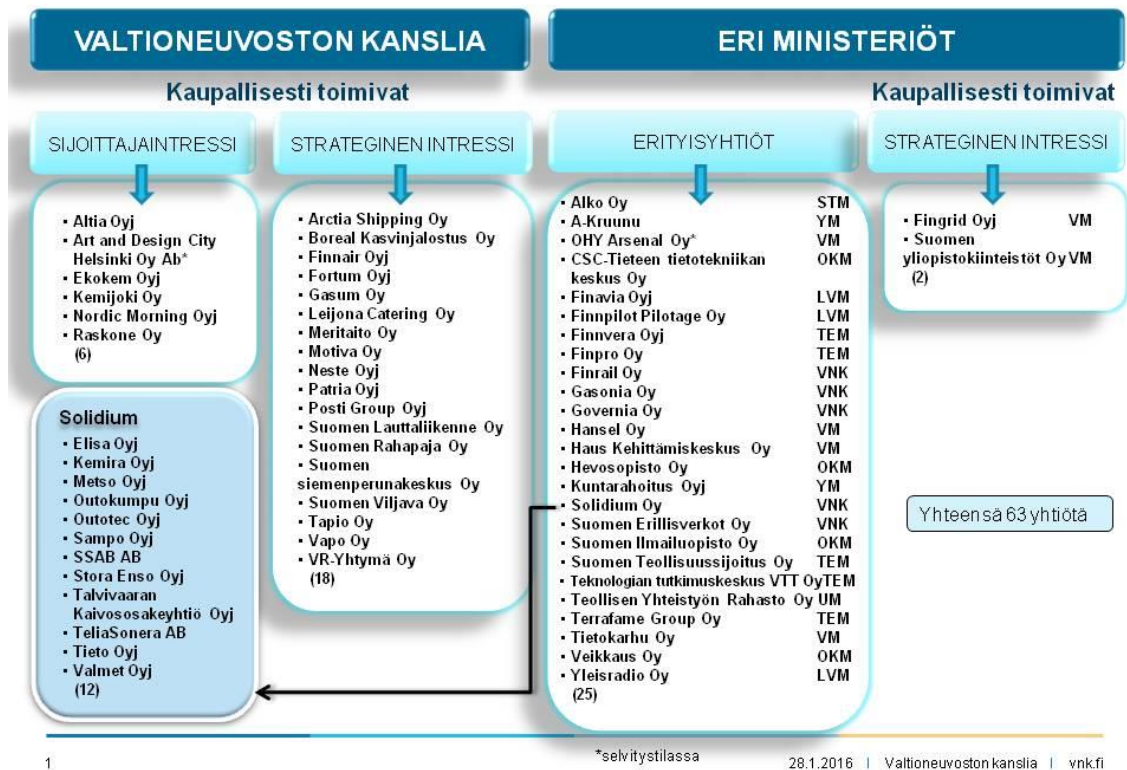 VALTIONEUVOSTON KANSLIA
ERI MINISTERIÖT
Kaupallisesti toimivat
Kaupallisesti toimivat
SIJOITTAJAINTRESSI
STRATEGINEN INTRESSI
ERITYISYHTIÖT
STRATEGINEN INTRESSI
▪ Altia Oyj
▪ Art and Design City
Helsinki Oy Ab*
▪ Ekokem Oyj
▪ Kemijoki Oy
▪ Nordic Morning Oyj
▪ Raskone Oy
(6)
Solidium
▪ Elisa Oyj
▪ Kemira Oyj
▪ Metso Oyj
▪ Outokumpu Oyj
▪ Outotec Oyj
▪ Sampo Oyj
▪ SSAB AB
▪ Stora Enso Oyj
▪ Talvivaaran
Kaivososakeyhtiö Oyj
▪ TeliaSonera AB
▪ Tieto Oyj
▪ Valmet Oyj
(12)
▪ Arctia Shipping Oy
▪ Boreal Kasvinjalostus Oy
▪ Finnair Oyj
▪ Fortum Oyj
▪ Gasum Oy
▪ Leijona Catering Oy
▪ Meritaito Oy
▪ Motiva Oy
▪ Neste Oyj
▪ Patria Oyj
▪ Posti Group Oyj
▪ Suomen Lauttaliikenne Oy
▪ Suomen Rahapaja Oy
▪ Suomen
siemenperunakeskus Oy
▪ Suomen Viljava Oy
▪ Tapio Oy
▪ Vapo Oy
▪ VR-Yhtymä Oy
(18)
▪ Alko Oy STM
▪ A-Kruunu YM
▪ OHY Arsenal Oy* VM
▪ CSC-Tieteen tietotekniikan OKM
keskus Oy
▪ Finavia Oyj LVM
▪ Finnpilot Pilotage Oy LVM
▪ Finnvera Oyj TEM
▪ Finpro Oy TEM
▪ Finrail Oy VNK
▪ Gasonia Oy VNK
▪ Governia Oy VNK
▪ Hansel Oy VM
▪ Haus Kehittämiskeskus Oy VM
▪ Hevosopisto Oy OKM
▪ Kuntarahoitus Oyj YM
▪ Solidium Oy VNK
▪ Suomen Erillisverkot Oy VNK
▪ Suomen Ilmailuopisto Oy OKM
▪ Suomen Teollisuussijoitus Oy TEM
▪ Teknologian tutkimuskeskus VTT OyTEM
▪ Teollisen Yhteistyön Rahasto Oy UM
▪ Terrafame Group Oy TEM
▪ Tietokarhu Oy VM
▪ Veikkaus Oy OKM
▪ Yleisradio Oy LVM
(25)
▪ Fingrid Oyj VM
▪ Suomen
yliopistokiinteistöt Oy VM
(2)
Yhteensä 63 yhtiötä
1
*selvitystilassa
28.1.2016 | Valtioneuvoston kanslia | vnk.fi